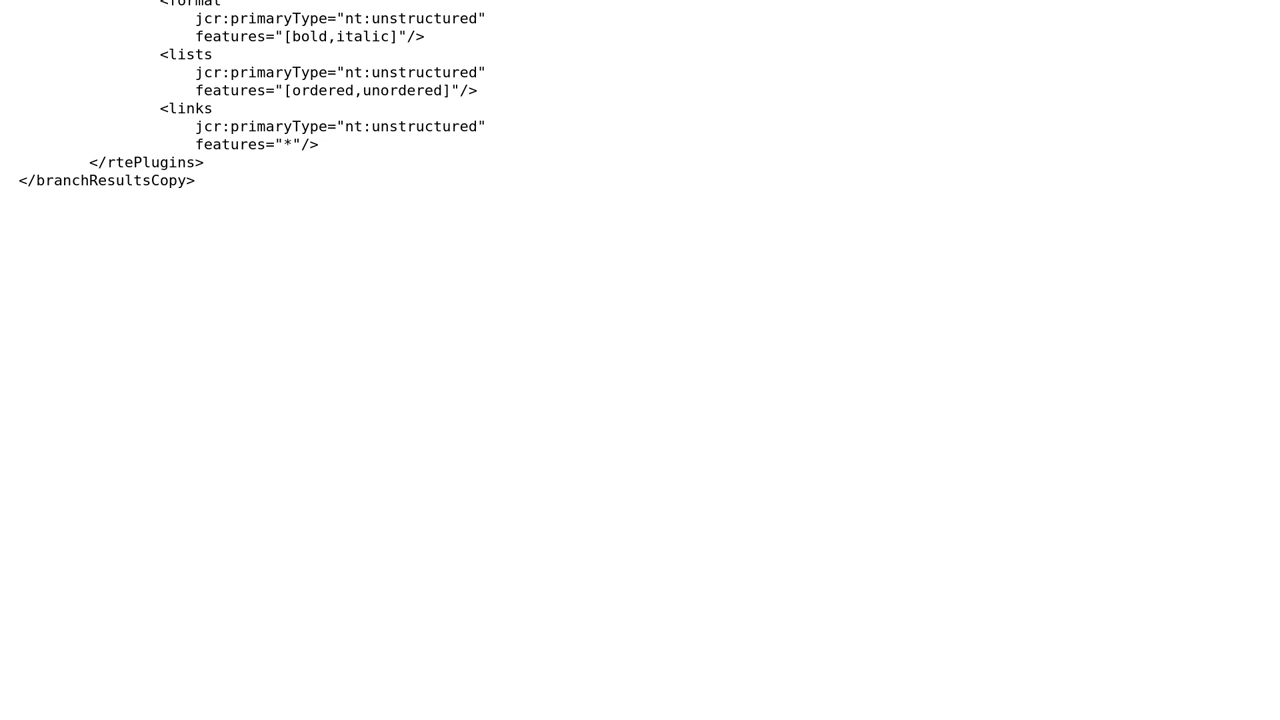 <format
jcr:primaryType="nt:unstructured"
features="[bold,italic]"/>
<lists
jcr:primaryType="nt:unstructured"
features="[ordered,unordered]"/>
<links
jcr:primaryType="nt:unstructured"
features="*"/>
</rtePlugins>
</branchResultsCopy>